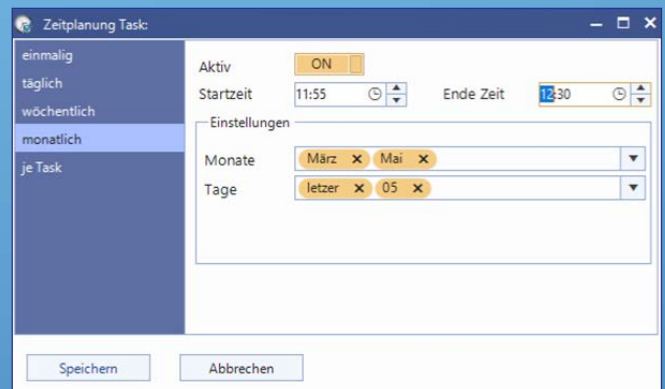 Zeitplanung Task:
einmalig
täglich
wöchentlich
monatlich
je Task
Aktiv ON
Startzeit 11:55 Ende Zeit 12:30
Einstellungen
Monate März x Mai x
Tage letzer x 05 x
Speichern Abbrechen